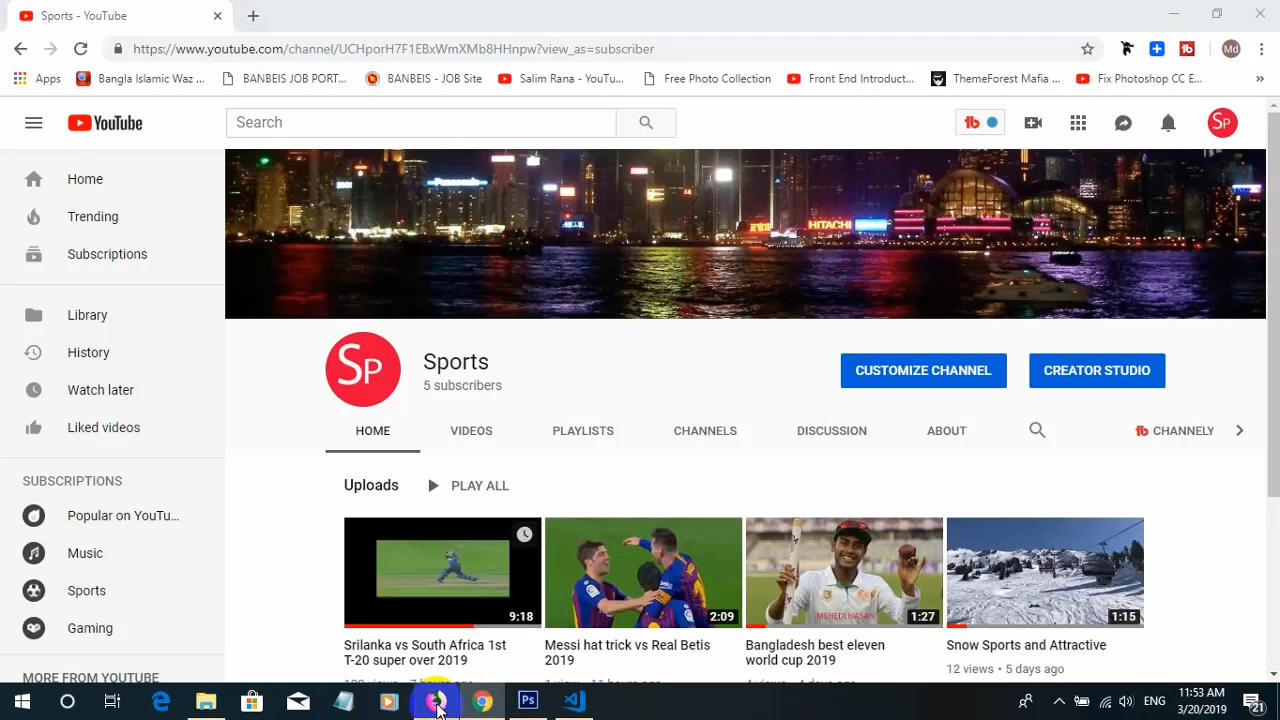 Sports - YouTube
https://www.youtube.com/channel/UCHporH7F1EBxWmXMb8HHnpw?view_as=subscriber
Md
Apps
Bangla Islamic Waz ...
BANBEIS JOB PORT...
BANBEIS - JOB Site
Salim Rana - YouTu...
Free Photo Collection
Front End Introduct...
ThemeForest Mafia ...
Fix Photoshop CC E...
YouTube
Search
SP
Home
Trending
Subscriptions
Library
History
Watch later
Liked videos
SUBSCRIPTIONS
Popular on YouTu...
Music
Sports
Gaming
MORE FROM YOUTUBE
HITACHI
SP
Sports
5 subscribers
CUSTOMIZE CHANNEL
CREATOR STUDIO
HOME
VIDEOS
PLAYLISTS
CHANNELS
DISCUSSION
ABOUT
CHANNELY
Uploads
PLAY ALL
9:18
2:09
MEHEDI HASAN
1:27
1:15
Srilanka vs South Africa 1st
T-20 super over 2019
Messi hat trick vs Real Betis
2019
Bangladesh best eleven
world cup 2019
Snow Sports and Attractive
12 views • 5 days ago
Ps
ENG
11:53 AM
3/20/2019
21